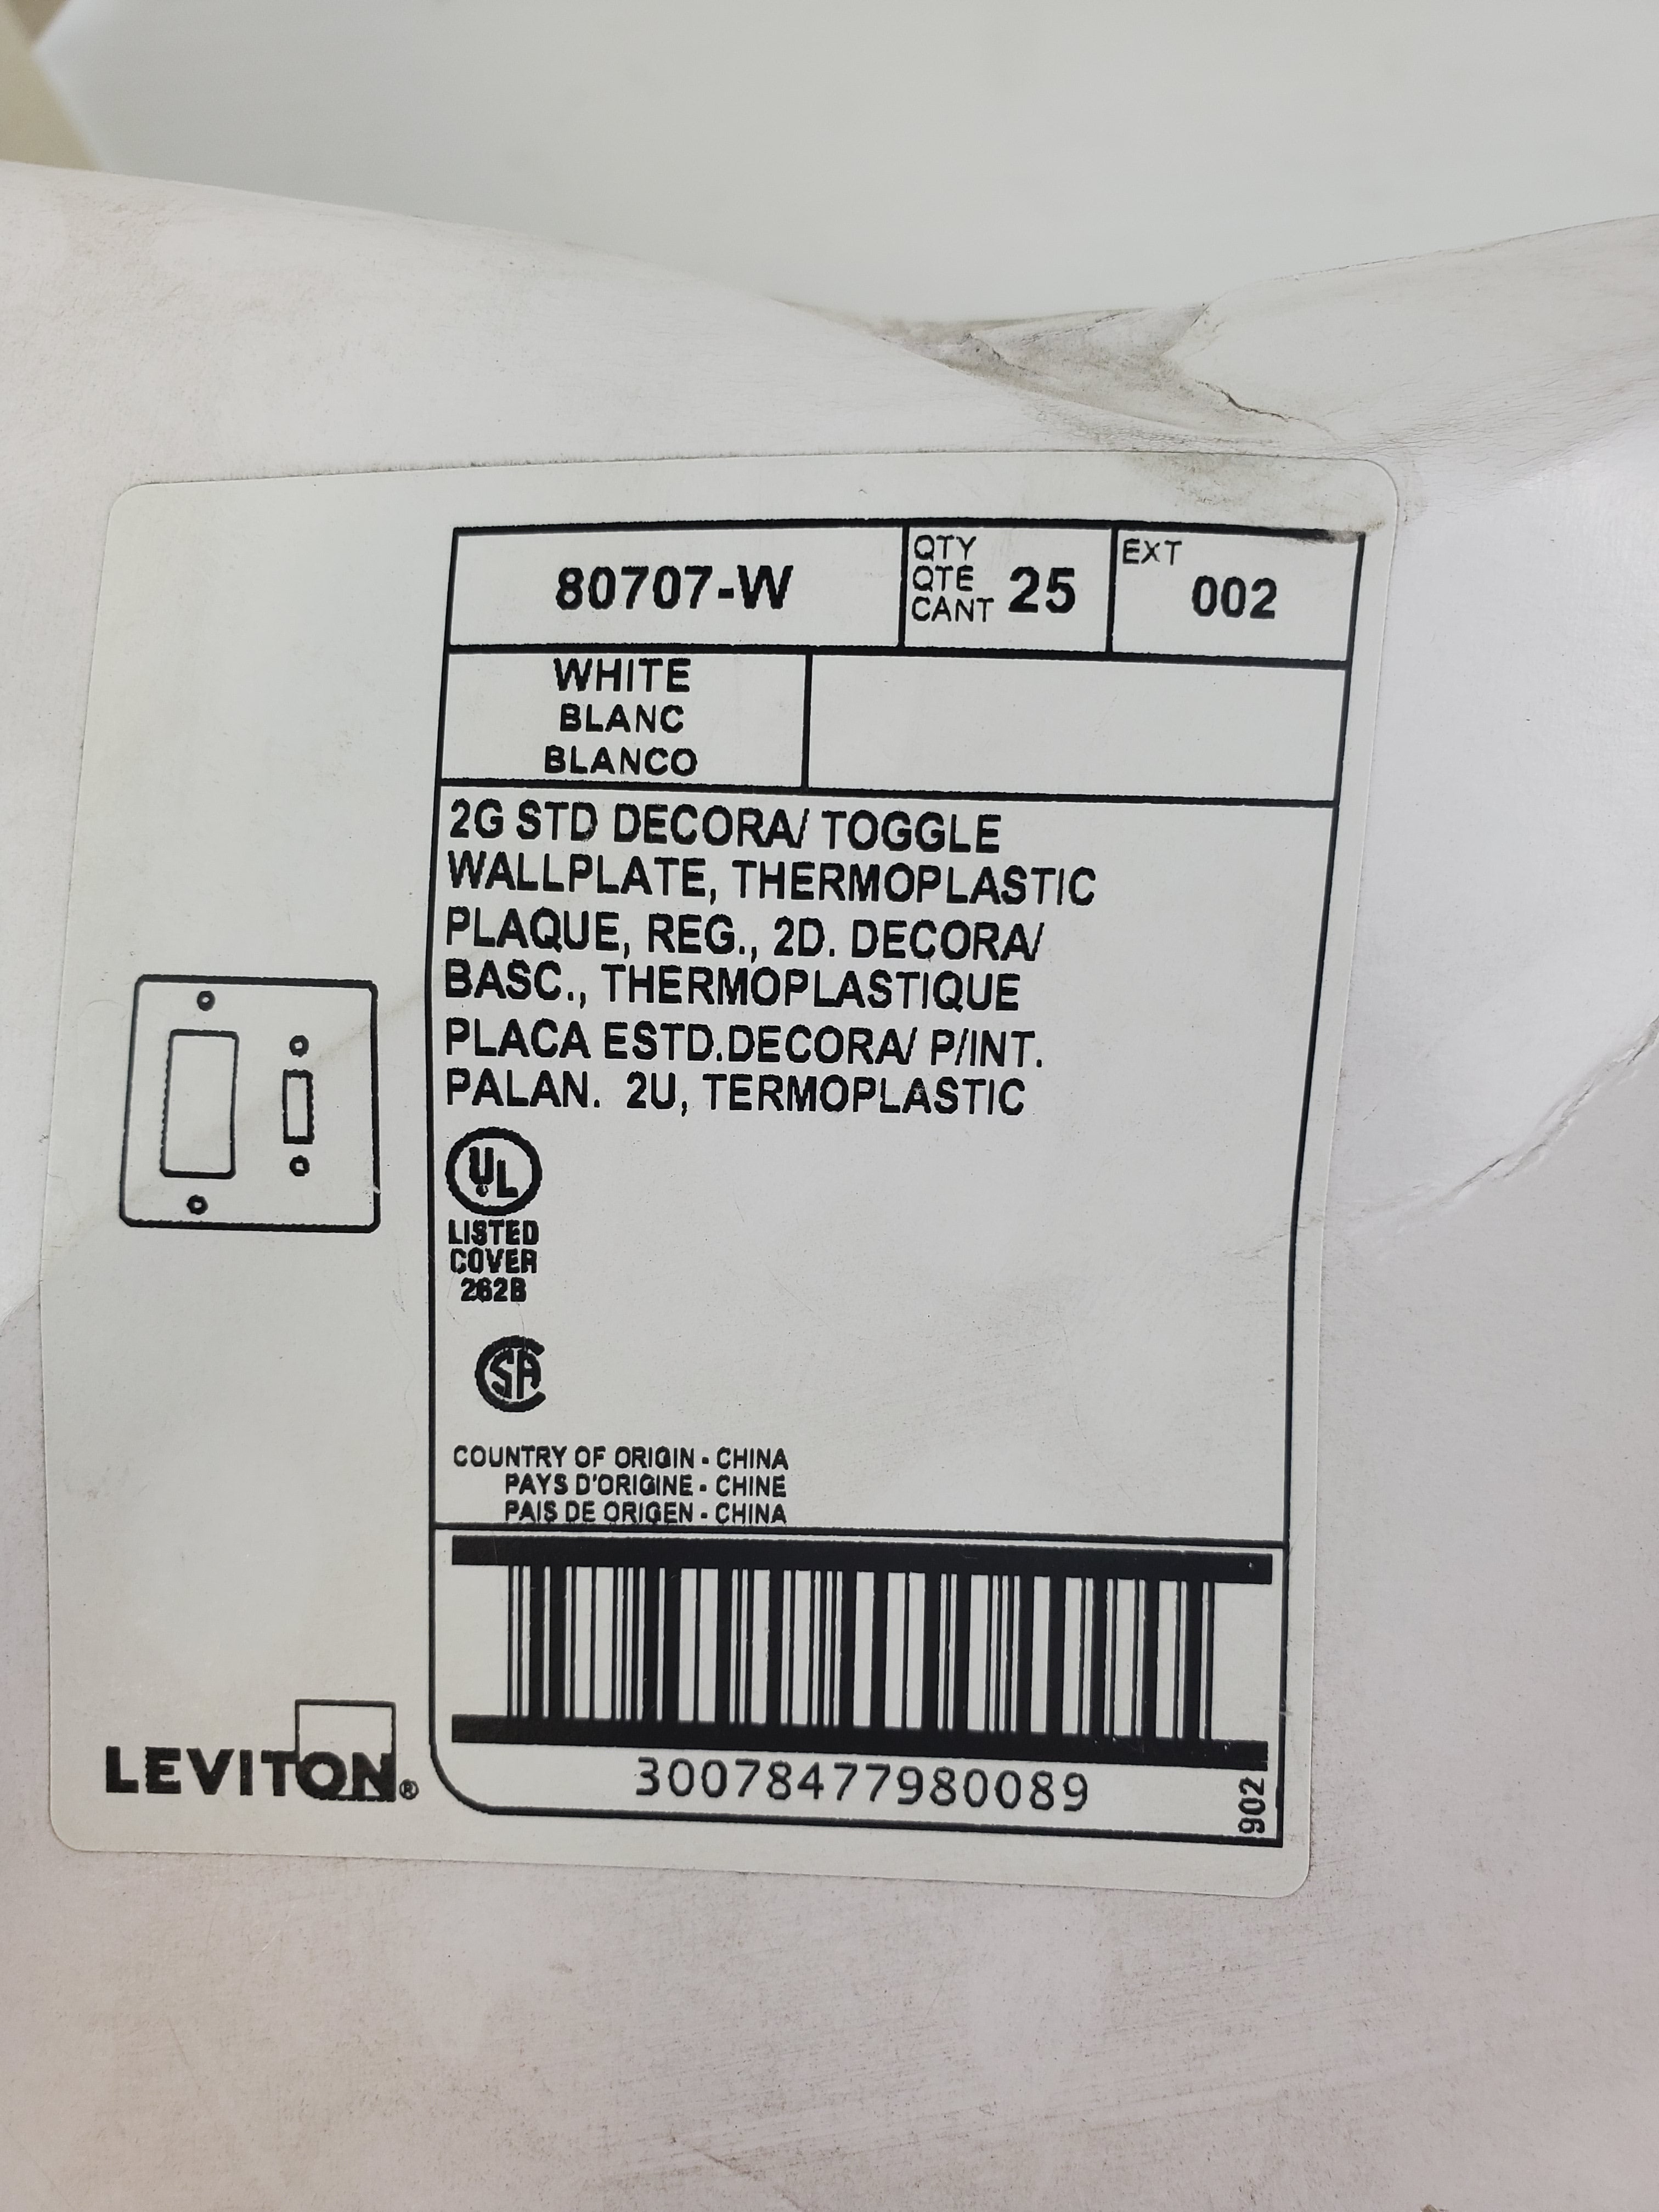 80707-W
QTY
QTE
CANT
25
EXT
002
WHITE
BLANC
BLANCO
2G STD DECORA/ TOGGLE
WALLPLATE, THERMOPLASTIC
PLAQUE, REG., 2D. DECORA/
BASC., THERMOPLASTIQUE
PLACA ESTD.DECORA/ P/INT.
PALAN. 2U, TERMOPLASTIC
UL
LISTED
COVER
262B
CSA
COUNTRY OF ORIGIN - CHINA
PAYS D'ORIGINE - CHINE
PAIS DE ORIGEN - CHINA
30078477980089
902
LEVITON®